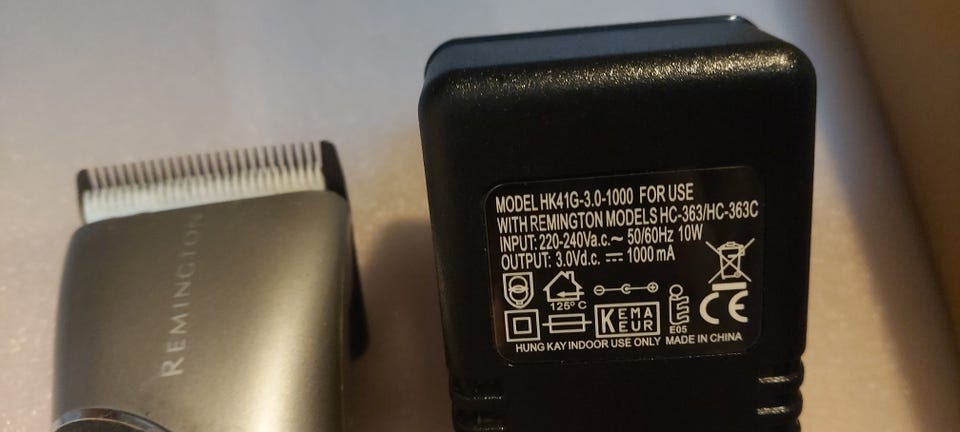 REMINGTON
MODEL HK41G-3.0-1000 FOR USE
WITH REMINGTON MODELS HC-363/HC-363C
INPUT: 220-240Va.c.~ 50/60Hz 10W
OUTPUT: 3.0Vd.c. ⎓ 1000 mA
125° C
KEMA
EUR
E05
CE
HUNG KAY INDOOR USE ONLY MADE IN CHINA